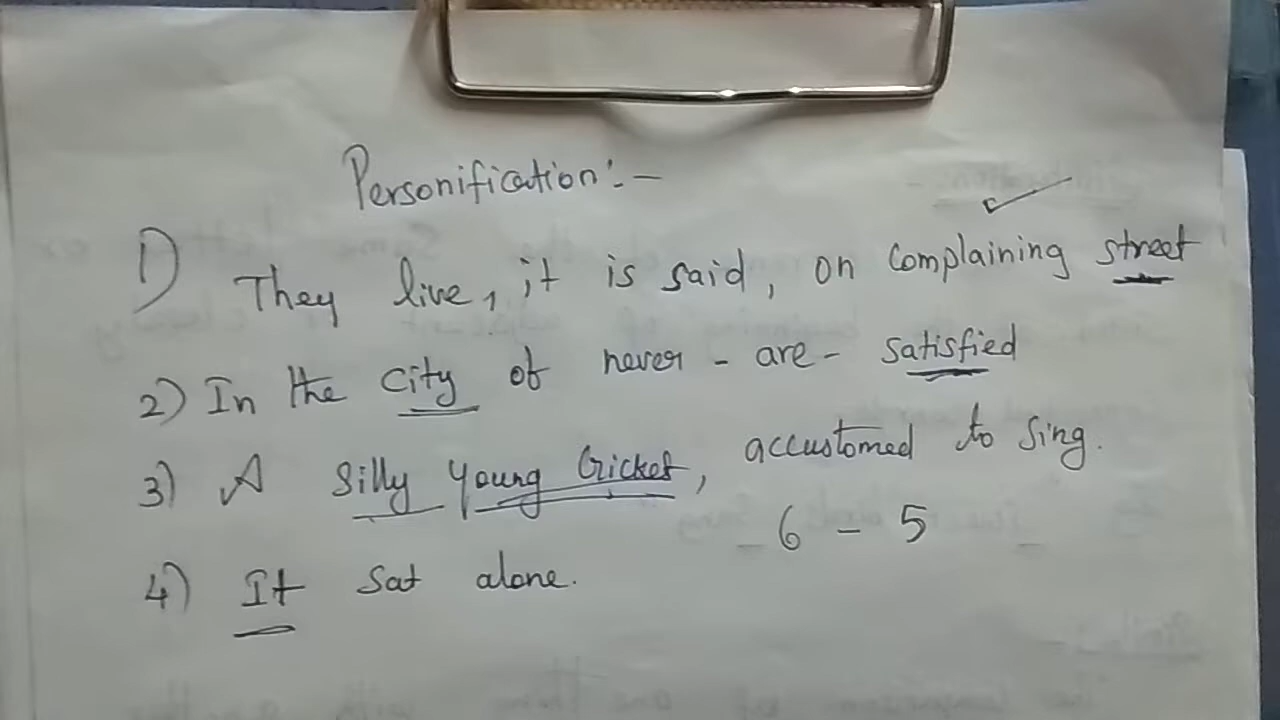 Personification:-
1) They live, it is said, on complaining street
2) In the city of never - are - satisfied
3) A silly young cricket, accustomed to sing.
6 - 5
4) It sat alone.